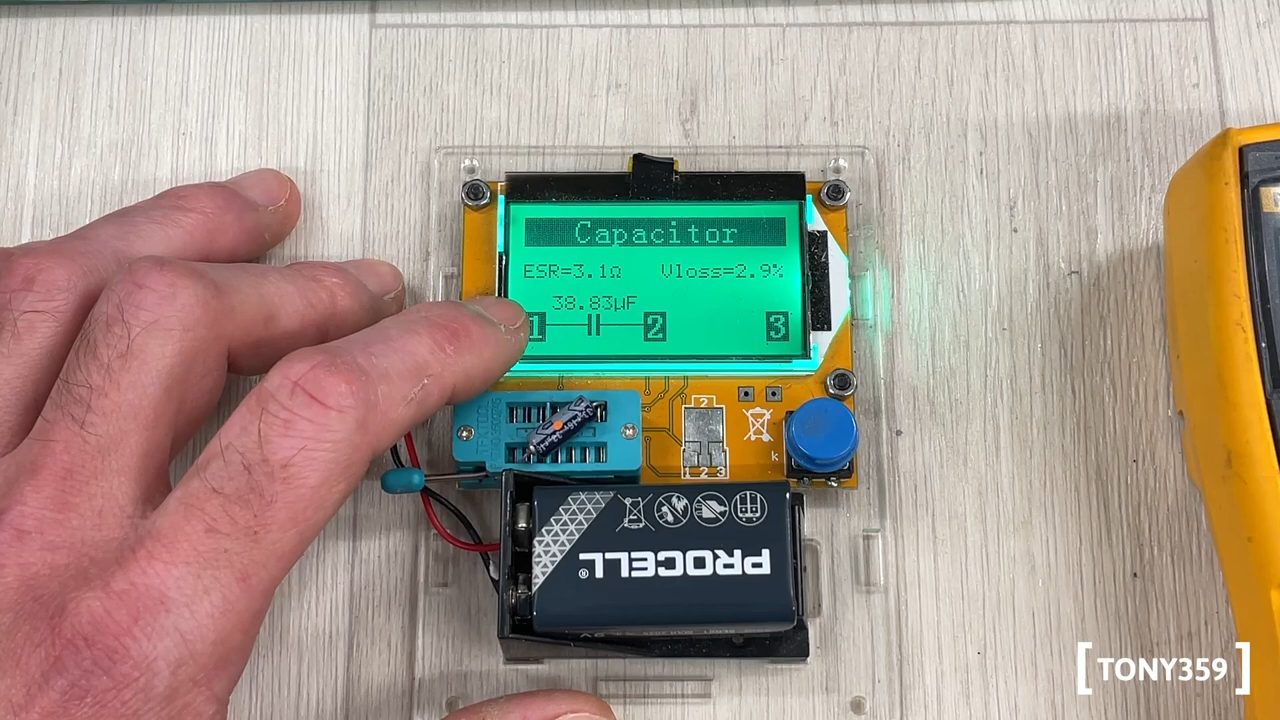 Capacitor
ESR=3.1Ω Vloss=2.9%
38.83µF
1 2 3
2
k
1 2 3
PROCELL®
[TONY359]